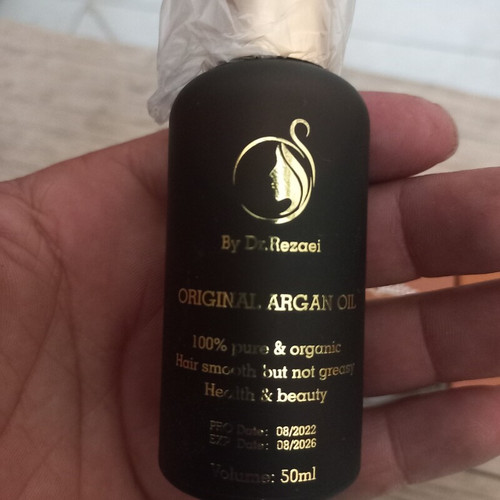 By Dr.Rezaei
ORIGINAL ARGAN OIL
100% pure & organic
Hair smooth but not greasy
Health & beauty
PRO Date: 08/2022
EXP Date: 08/2026
Volume: 50ml